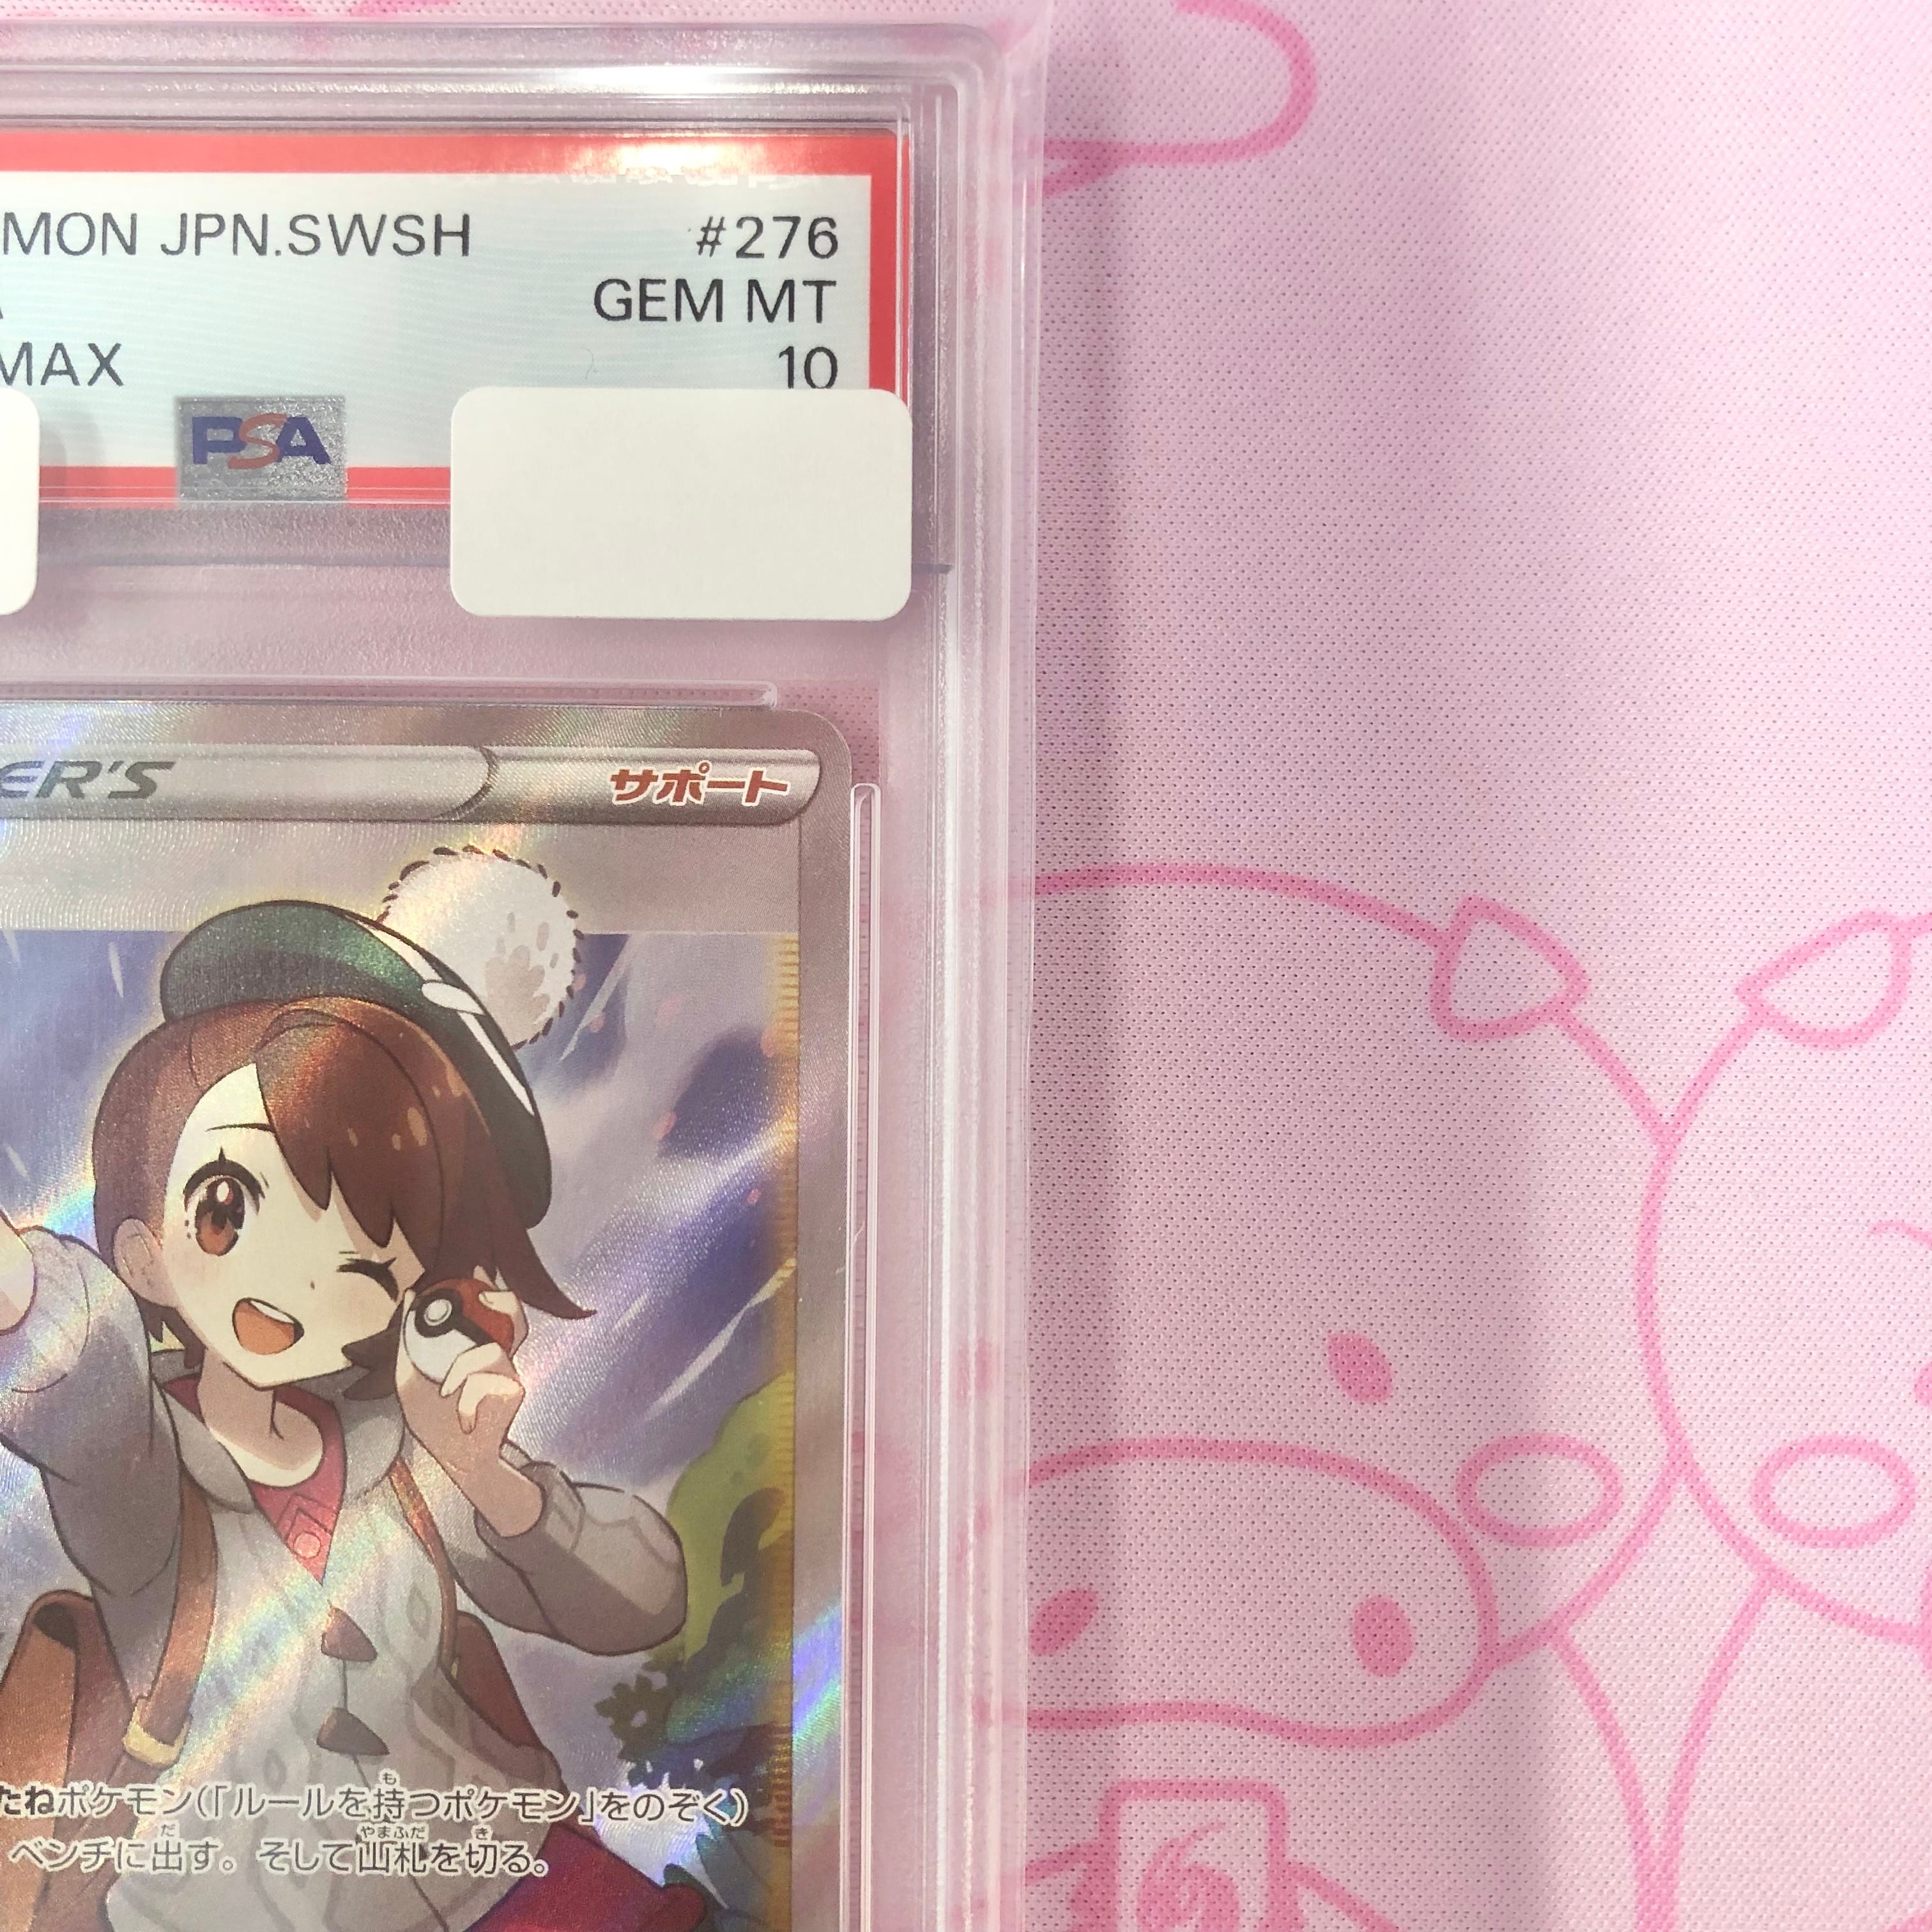 MON JPN.SWSH #276
GEM MT
MAX 10
PSA
ER'S サポート
たねポケモン(「ルールを持つポケモン」をのぞく)
ベンチに出す。そして山札を切る。